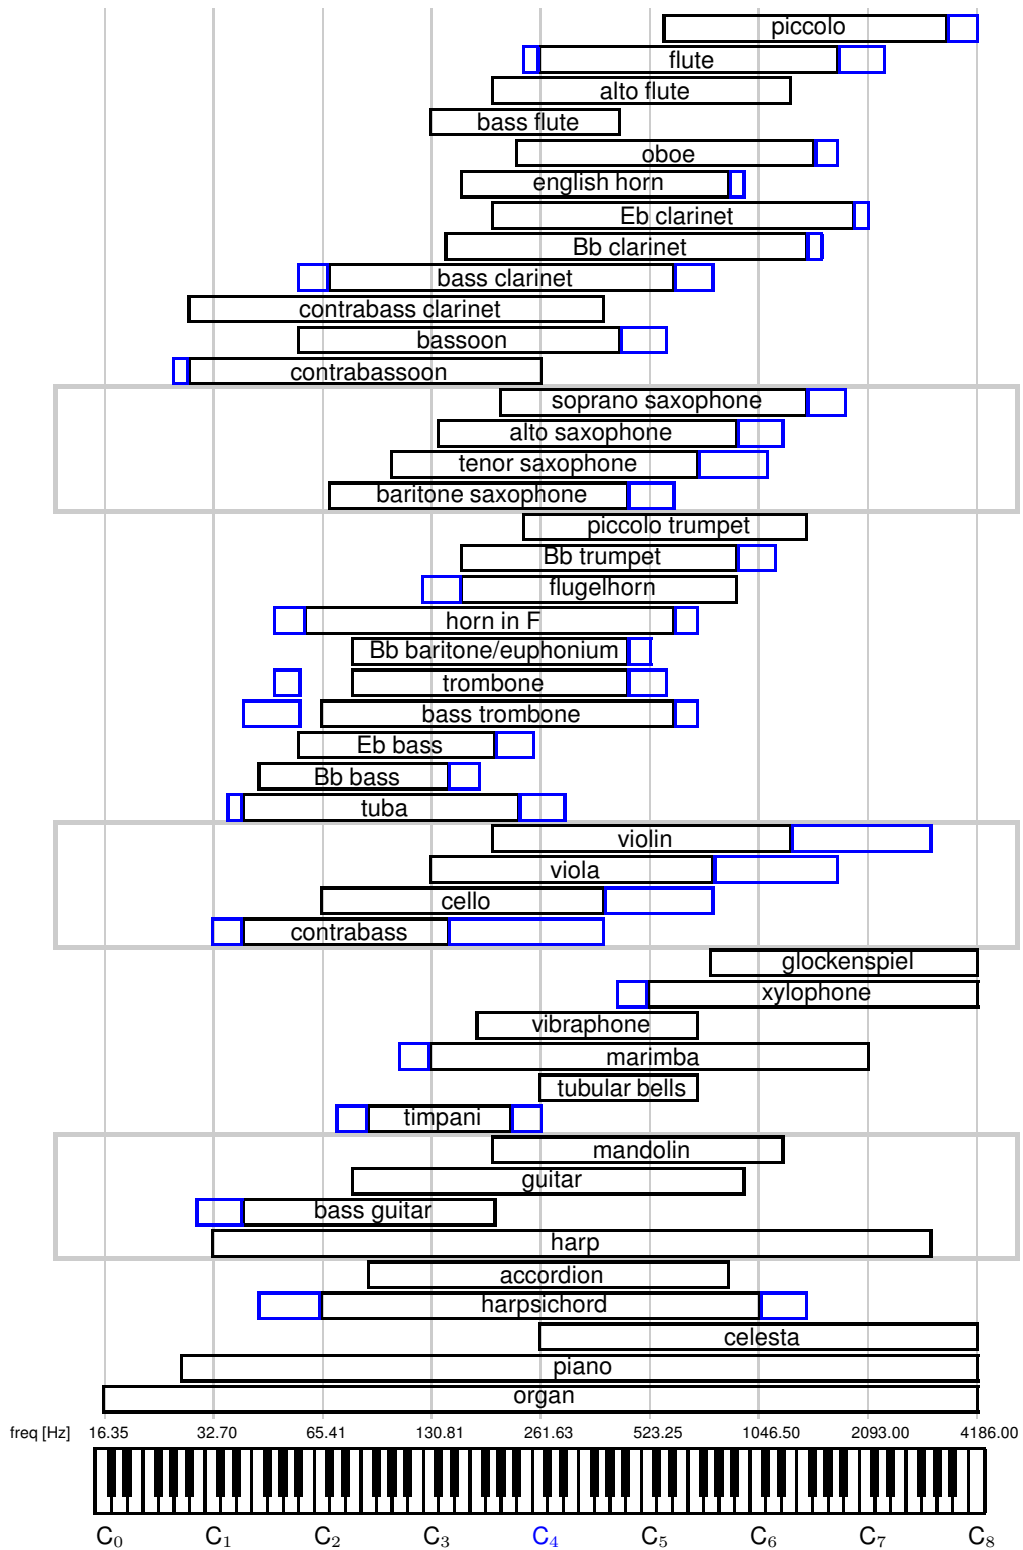 piccolo
flute
alto flute
bass flute
oboe
english horn
Eb clarinet
Bb clarinet
bass clarinet
contrabass clarinet
bassoon
contrabassoon
soprano saxophone
alto saxophone
tenor saxophone
baritone saxophone
piccolo trumpet
Bb trumpet
flugelhorn
horn in F
Bb baritone/euphonium
trombone
bass trombone
Eb bass
Bb bass
tuba
violin
viola
cello
contrabass
glockenspiel
xylophone
vibraphone
marimba
tubular bells
timpani
mandolin
guitar
bass guitar
harp
accordion
harpsichord
celesta
piano
organ
freq [Hz] 16.35 32.70 65.41 130.81 261.63 523.25 1046.50 2093.00 4186.00
C₀ C₁ C₂ C₃ C₄ C₅ C₆ C₇ C₈